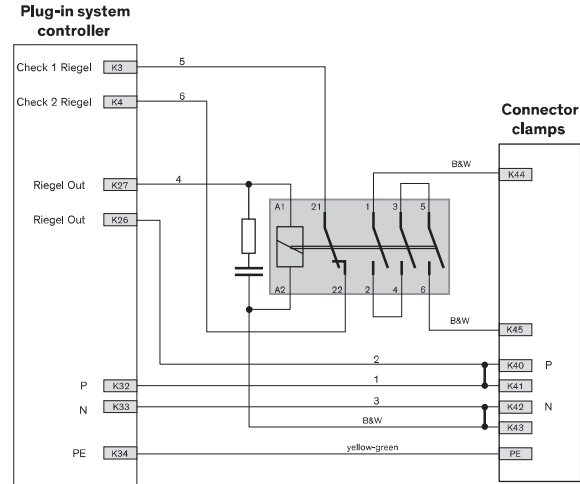 Plug-in system
controller
Check 1 Riegel K3 5
Check 2 Riegel K4 6
Connector
clamps
B&W K44
Riegel Out K27 4
A1 21 1 3 5
Riegel Out K26
A2 22 2 4 6
B&W K45
2 K40 P
P K32 1 K41
N K33 3 K42 N
B&W K43
PE K34 yellow-green PE